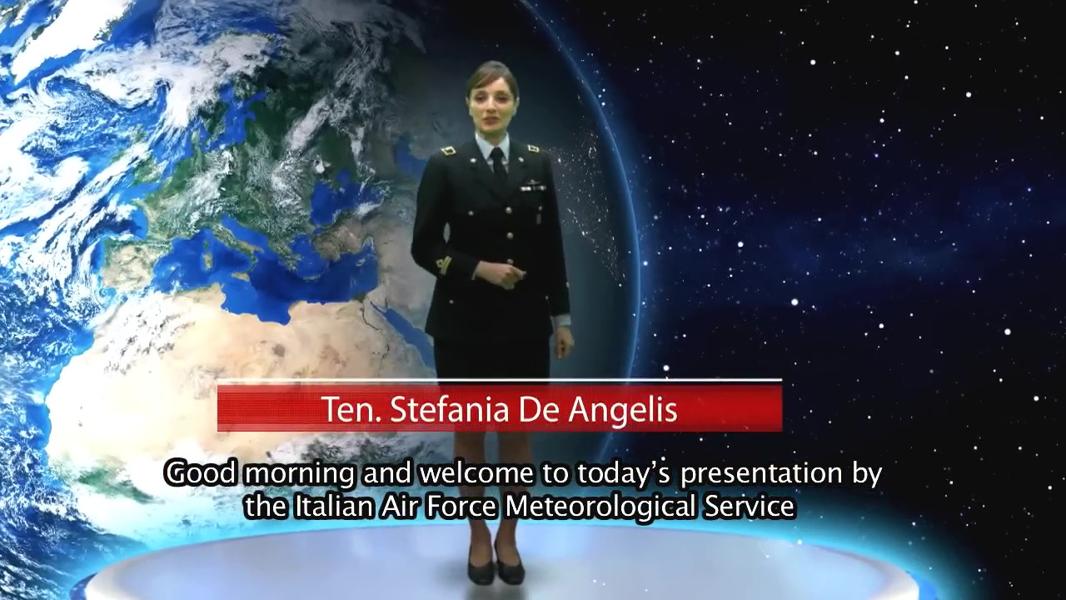 Ten. Stefania De Angelis
Good morning and welcome to today's presentation by
the Italian Air Force Meteorological Service